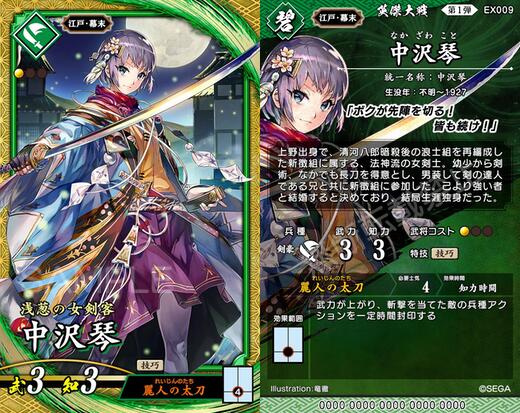 江戸・幕末
浅葱の女剣客
中沢琴
技巧
武3 知3
れいじんのたち
麗人の太刀
4
碧
江戸・幕末
英傑大戦
第1弾
EX009
なか ざわ こと
中沢琴
統一名称：中沢琴
生没年：不明～1927
「ボクが先陣を切る！
皆も続け！」
上野出身で、清河八郎暗殺後の浪士組を再編成し
た新徴組に属する、法神流の女剣士。幼少から剣
術、なかでも長刀を得意とし、男装して剣の達人
である兄と共に新徴組に参加した。己より強い者
と結婚すると決めており、結局生涯独身だった。
兵種 武力 知力 武将コスト
剣豪 3 3
特技 技巧
れいじんのたち 必要士気 効果時間
麗人の太刀 4 知力時間
効果範囲
武力が上がり、斬撃を当てた敵の兵種アク
ションを一定時間封印する
Illustration:竜徹
©SEGA
0000-0000-0000-0000-0000